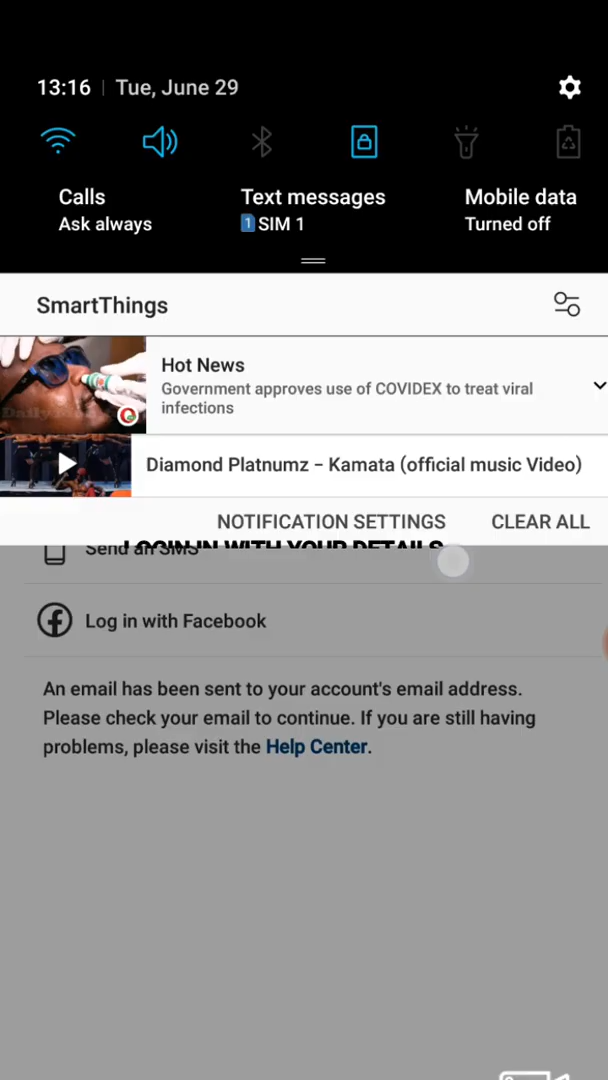 13:16 | Tue, June 29
Calls
Ask always
Text messages
1 SIM 1
Mobile data
Turned off
SmartThings
Hot News
Government approves use of COVIDEX to treat viral
infections
Diamond Platnumz – Kamata (official music Video)
NOTIFICATION SETTINGS
CLEAR ALL
Send an SMS
LOGIN IN WITH YOUR DETAILS
Log in with Facebook
An email has been sent to your account's email address.
Please check your email to continue. If you are still having
problems, please visit the Help Center.